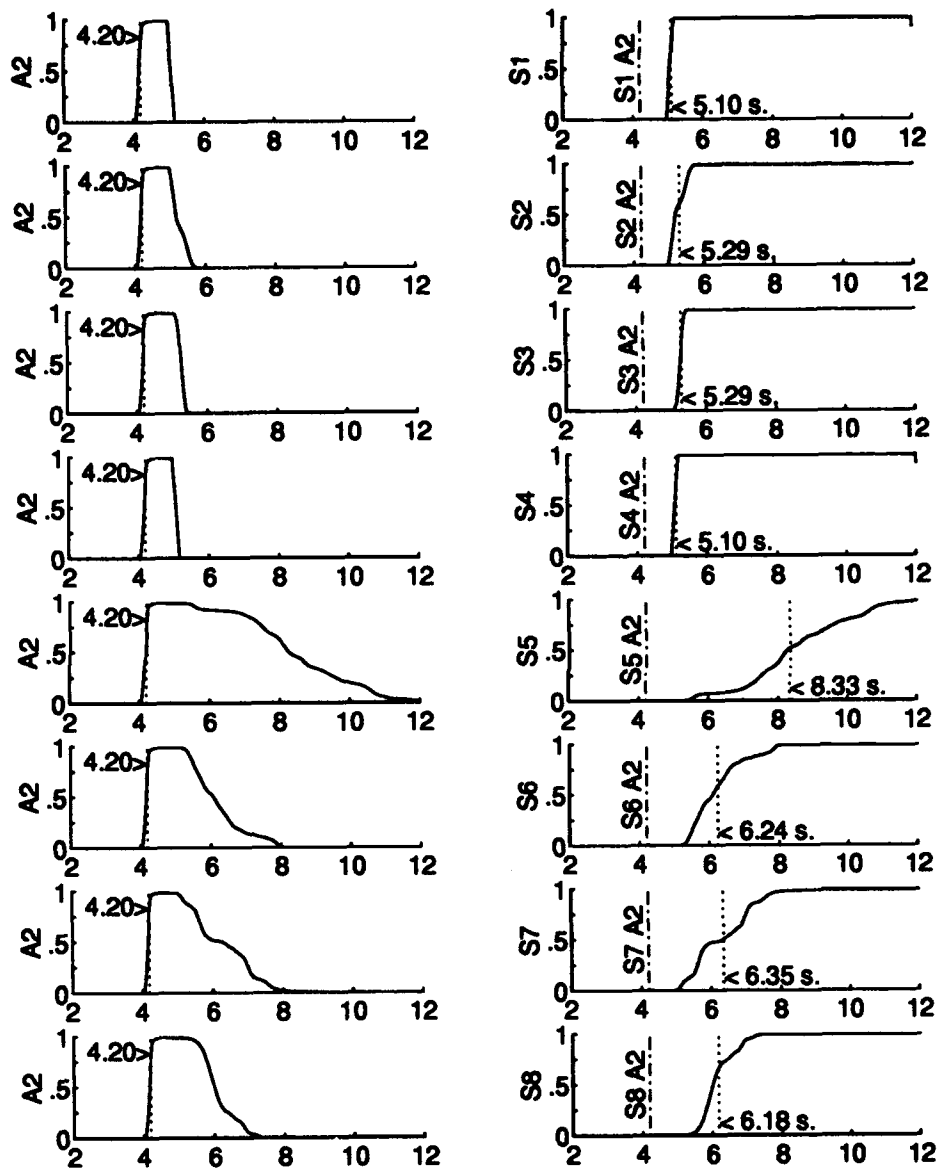 1 4.20> A2 .5 0 2 4 6 8 10 12
1 S1 .5 0 S1 A2 < 5.10 s. 2 4 6 8 10 12
1 4.20> A2 .5 0 2 4 6 8 10 12
1 S2 .5 0 S2 A2 < 5.29 s. 2 4 6 8 10 12
1 4.20> A2 .5 0 2 4 6 8 10 12
1 S3 .5 0 S3 A2 < 5.29 s. 2 4 6 8 10 12
1 4.20> A2 .5 0 2 4 6 8 10 12
1 S4 .5 0 S4 A2 < 5.10 s. 2 4 6 8 10 12
1 4.20> A2 .5 0 2 4 6 8 10 12
1 S5 .5 0 S5 A2 < 8.33 s. 2 4 6 8 10 12
1 4.20> A2 .5 0 2 4 6 8 10 12
1 S6 .5 0 S6 A2 < 6.24 s. 2 4 6 8 10 12
1 4.20> A2 .5 0 2 4 6 8 10 12
1 S7 .5 0 S7 A2 < 6.35 s. 2 4 6 8 10 12
1 4.20> A2 .5 0 2 4 6 8 10 12
1 S8 .5 0 S8 A2 < 6.18 s. 2 4 6 8 10 12